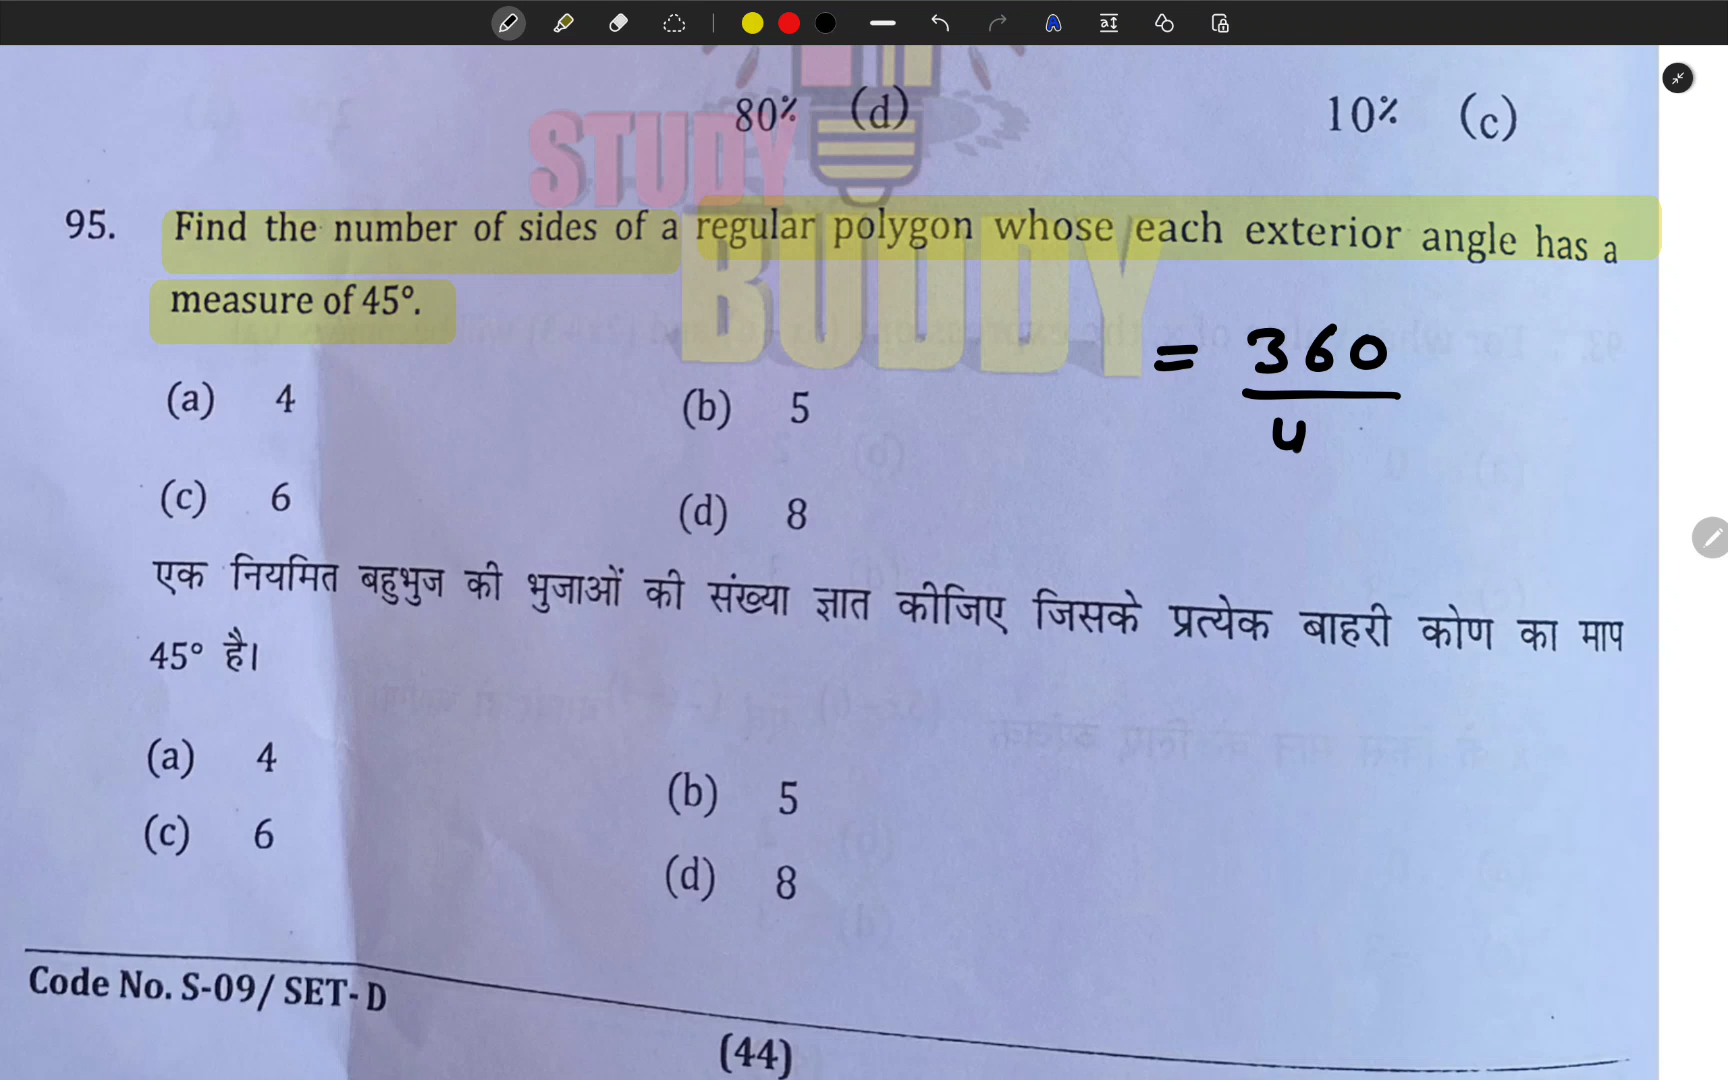 80% (d) 10% (c)
STUDY
BUDDY
95. Find the number of sides of a regular polygon whose each exterior angle has a
measure of 45°.
= 360
4
(a) 4 (b) 5
(c) 6 (d) 8
एक नियमित बहुभुज की भुजाओं की संख्या ज्ञात कीजिए जिसके प्रत्येक बाहरी कोण का माप
45° है।
(a) 4 (b) 5
(c) 6 (d) 8
Code No. S-09/ SET- D
(44)